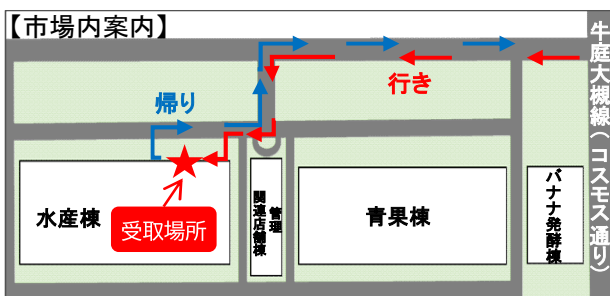 【市場内案内】
帰り
行き
牛庭大槻線（コスモス通り）
水産棟
受取場所
管理
関連店舗棟
青果棟
バナナ発酵棟